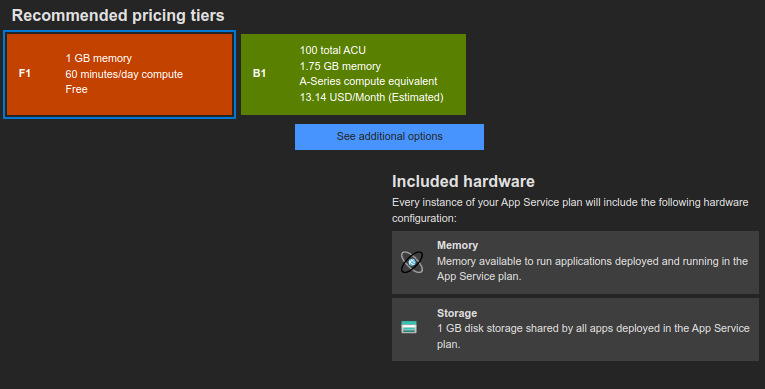 Recommended pricing tiers
F1
1 GB memory
60 minutes/day compute
Free
B1
100 total ACU
1.75 GB memory
A-Series compute equivalent
13.14 USD/Month (Estimated)
See additional options
Included hardware
Every instance of your App Service plan will include the following hardware
configuration:
Memory
Memory available to run applications deployed and running in the
App Service plan.
Storage
1 GB disk storage shared by all apps deployed in the App Service
plan.